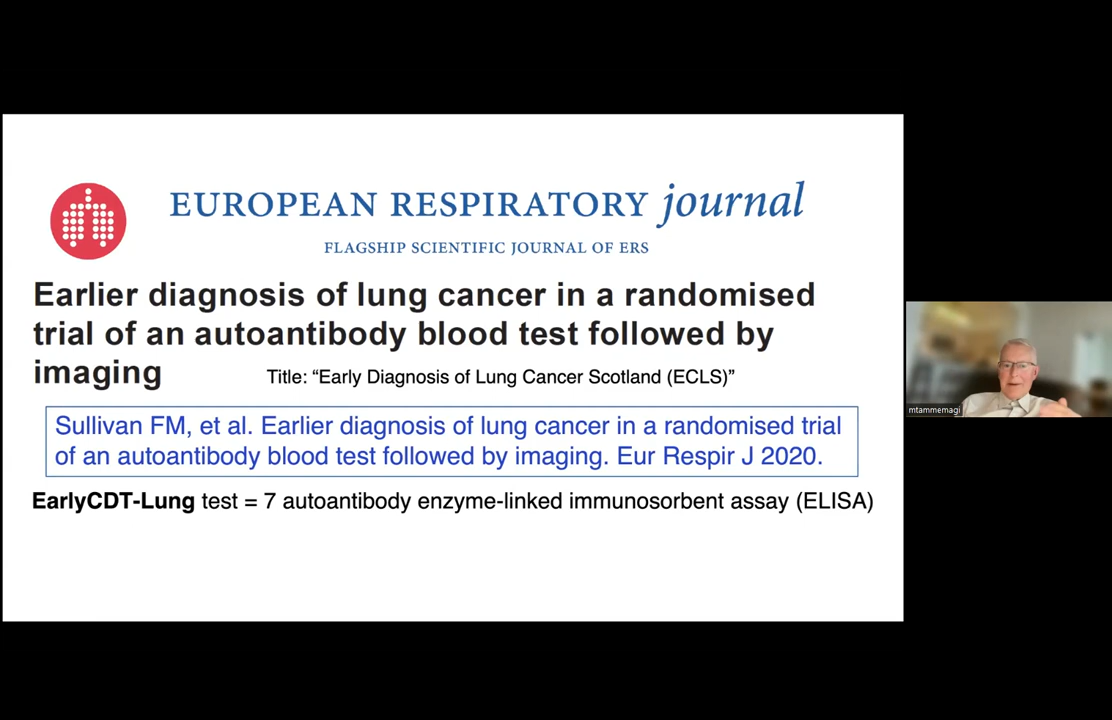 EUROPEAN RESPIRATORY journal
FLAGSHIP SCIENTIFIC JOURNAL OF ERS
Earlier diagnosis of lung cancer in a randomised
trial of an autoantibody blood test followed by
imaging
Title: “Early Diagnosis of Lung Cancer Scotland (ECLS)”
Sullivan FM, et al. Earlier diagnosis of lung cancer in a randomised trial
of an autoantibody blood test followed by imaging. Eur Respir J 2020.
EarlyCDT-Lung test = 7 autoantibody enzyme-linked immunosorbent assay (ELISA)
mtammemagi